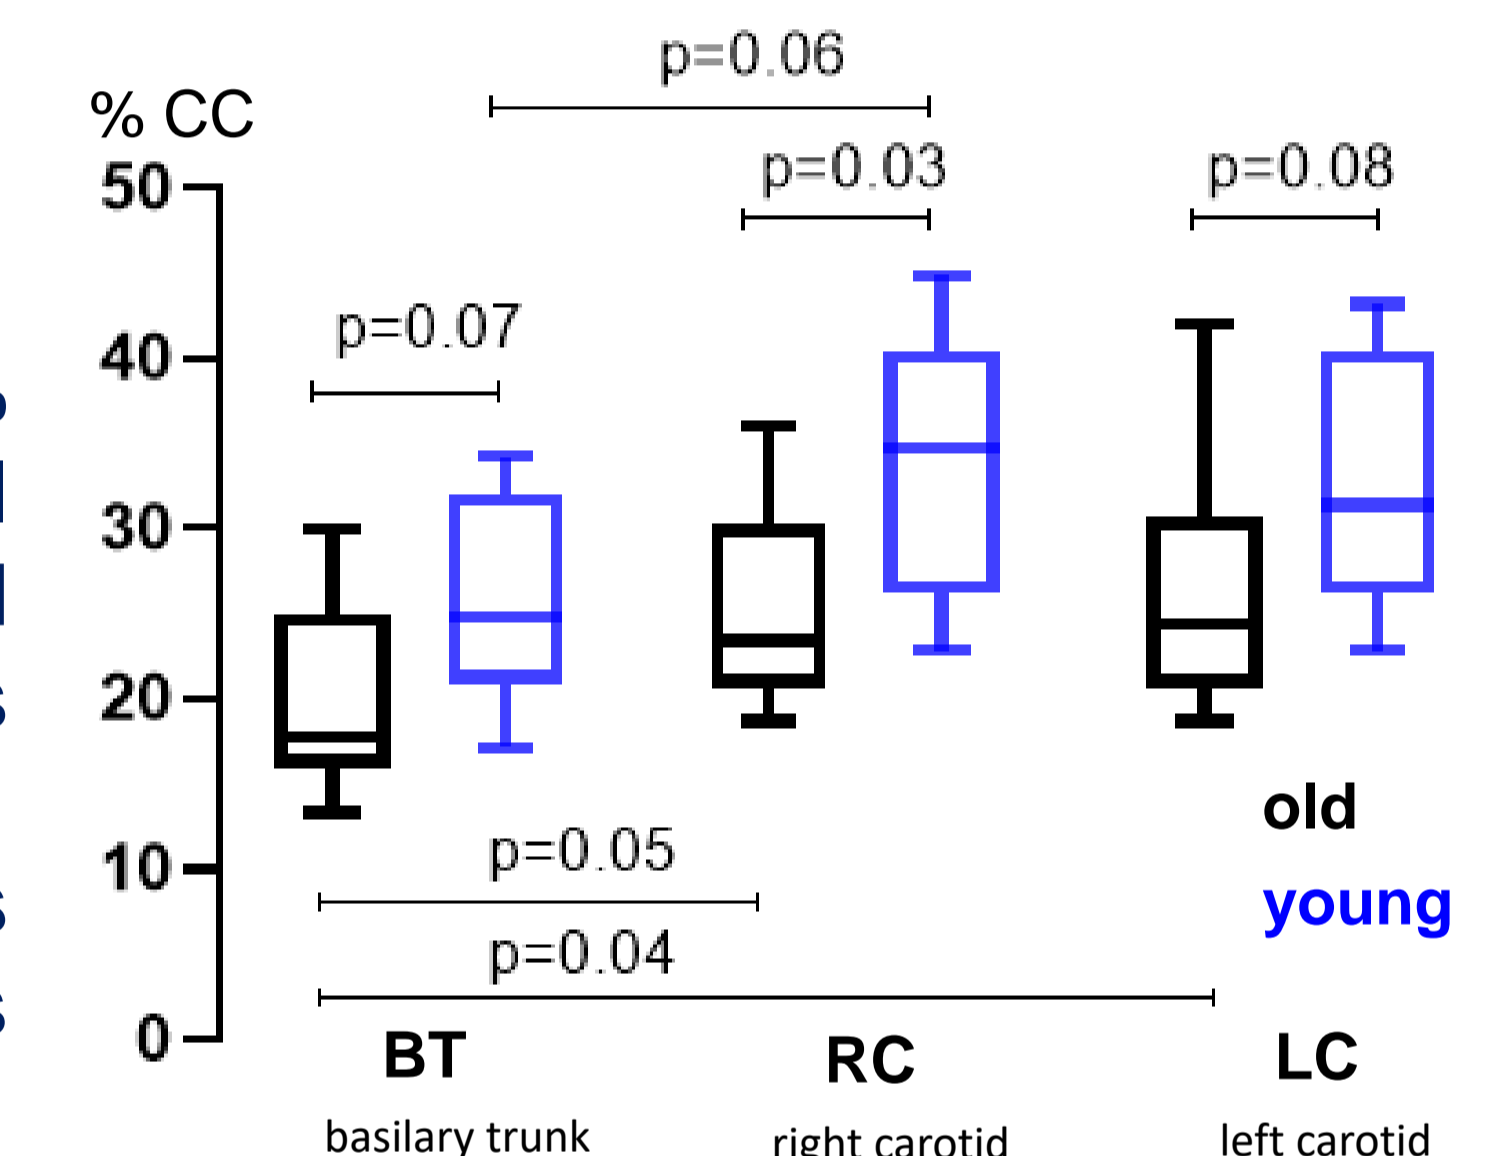 p=0.06
% CC
p=0.03
p=0.08
50
p=0.07
40
30
20
old
p=0.05
10
young
p=0.04
0
BT
RC
LC
basilary trunk
right carotid
left carotid